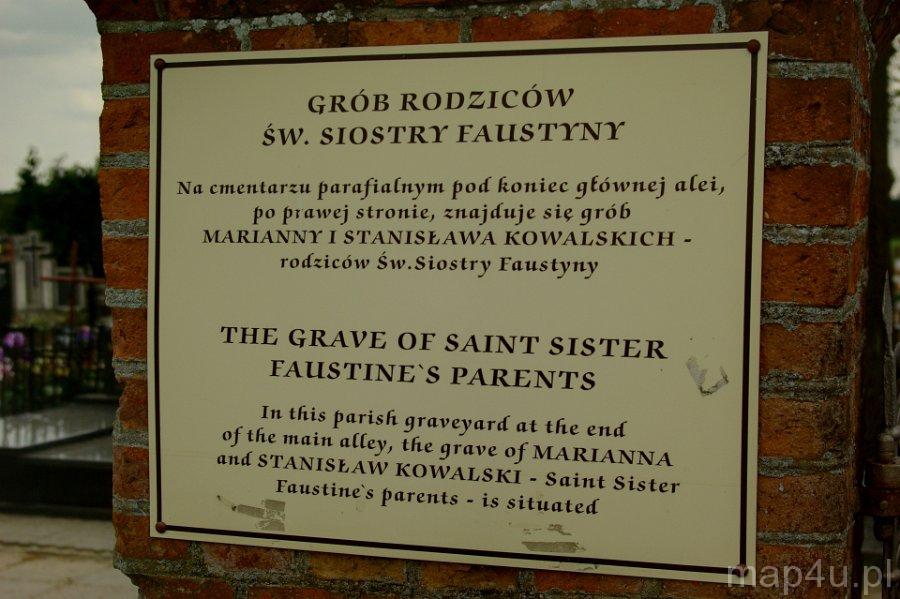 GRÓB RODZICÓW
ŚW. SIOSTRY FAUSTYNY
Na cmentarzu parafialnym pod koniec głównej alei,
po prawej stronie, znajduje się grób
MARIANNY I STANISŁAWA KOWALSKICH -
rodziców Św.Siostry Faustyny
THE GRAVE OF SAINT SISTER
FAUSTINE`S PARENTS
In this parish graveyard at the end
of the main alley, the grave of MARIANNA
and STANISŁAW KOWALSKI - Saint Sister
Faustine`s parents - is situated
map4u.pl